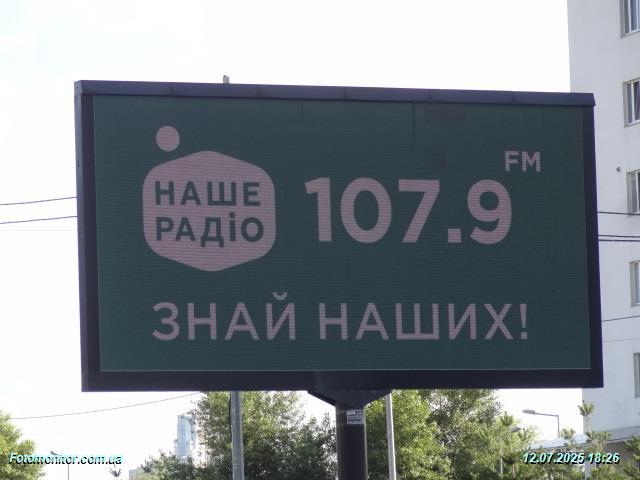 FM
НАШЕ
РАДІО
107.9
ЗНАЙ НАШИХ!
Fotomonitor.com.ua
12.07.2025 18:26